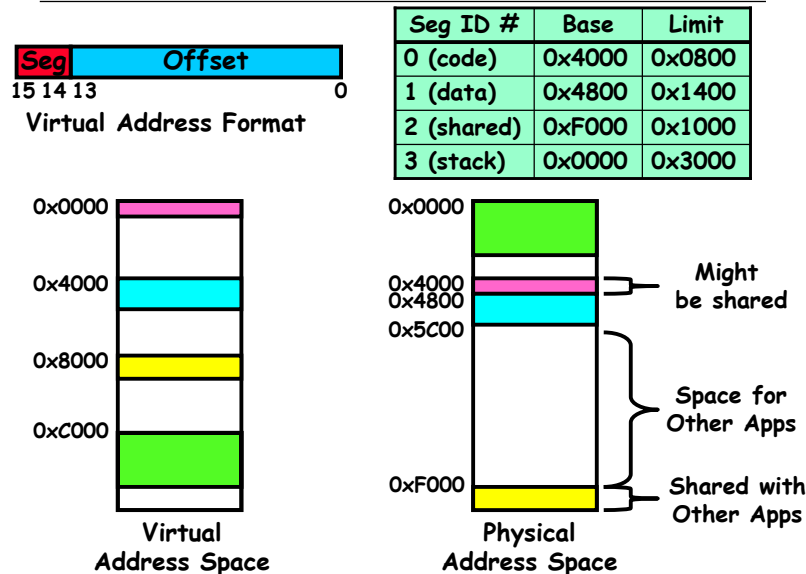 Seg Offset
15 14 13 0
Virtual Address Format
Seg ID # Base Limit
0 (code) 0x4000 0x0800
1 (data) 0x4800 0x1400
2 (shared) 0xF000 0x1000
3 (stack) 0x0000 0x3000
0x0000
0x4000
0x8000
0xC000
Virtual
Address Space
0x0000
0x4000
0x4800
0x5C00
0xF000
Physical
Address Space
Might
be shared
Space for
Other Apps
Shared with
Other Apps